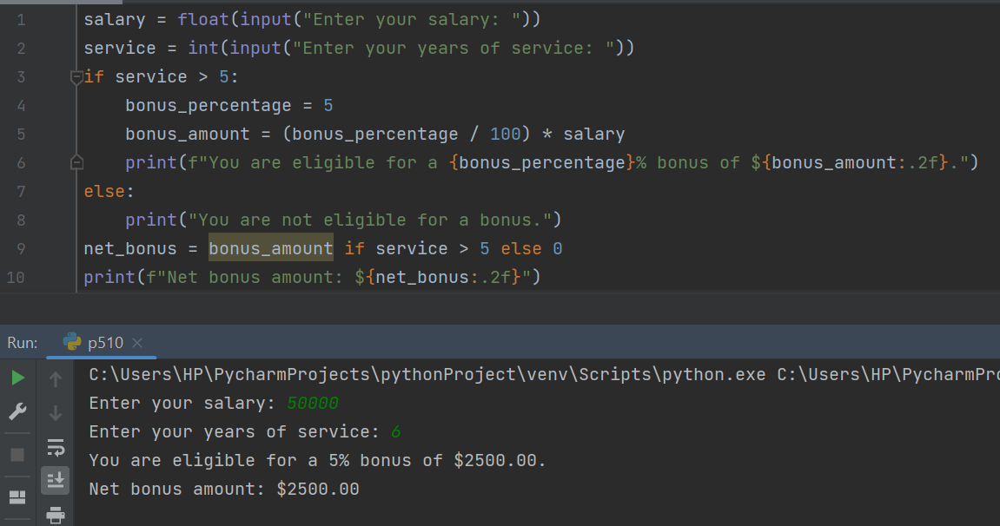 1 salary = float(input("Enter your salary: "))
2 service = int(input("Enter your years of service: "))
3 if service > 5:
4     bonus_percentage = 5
5     bonus_amount = (bonus_percentage / 100) * salary
6     print(f"You are eligible for a {bonus_percentage}% bonus of ${bonus_amount:.2f}.")
7 else:
8     print("You are not eligible for a bonus.")
9 net_bonus = bonus_amount if service > 5 else 0
10 print(f"Net bonus amount: ${net_bonus:.2f}")
Run: p510
C:\Users\HP\PycharmProjects\pythonProject\venv\Scripts\python.exe C:\Users\HP\PycharmPro
Enter your salary: 50000
Enter your years of service: 6
You are eligible for a 5% bonus of $2500.00.
Net bonus amount: $2500.00